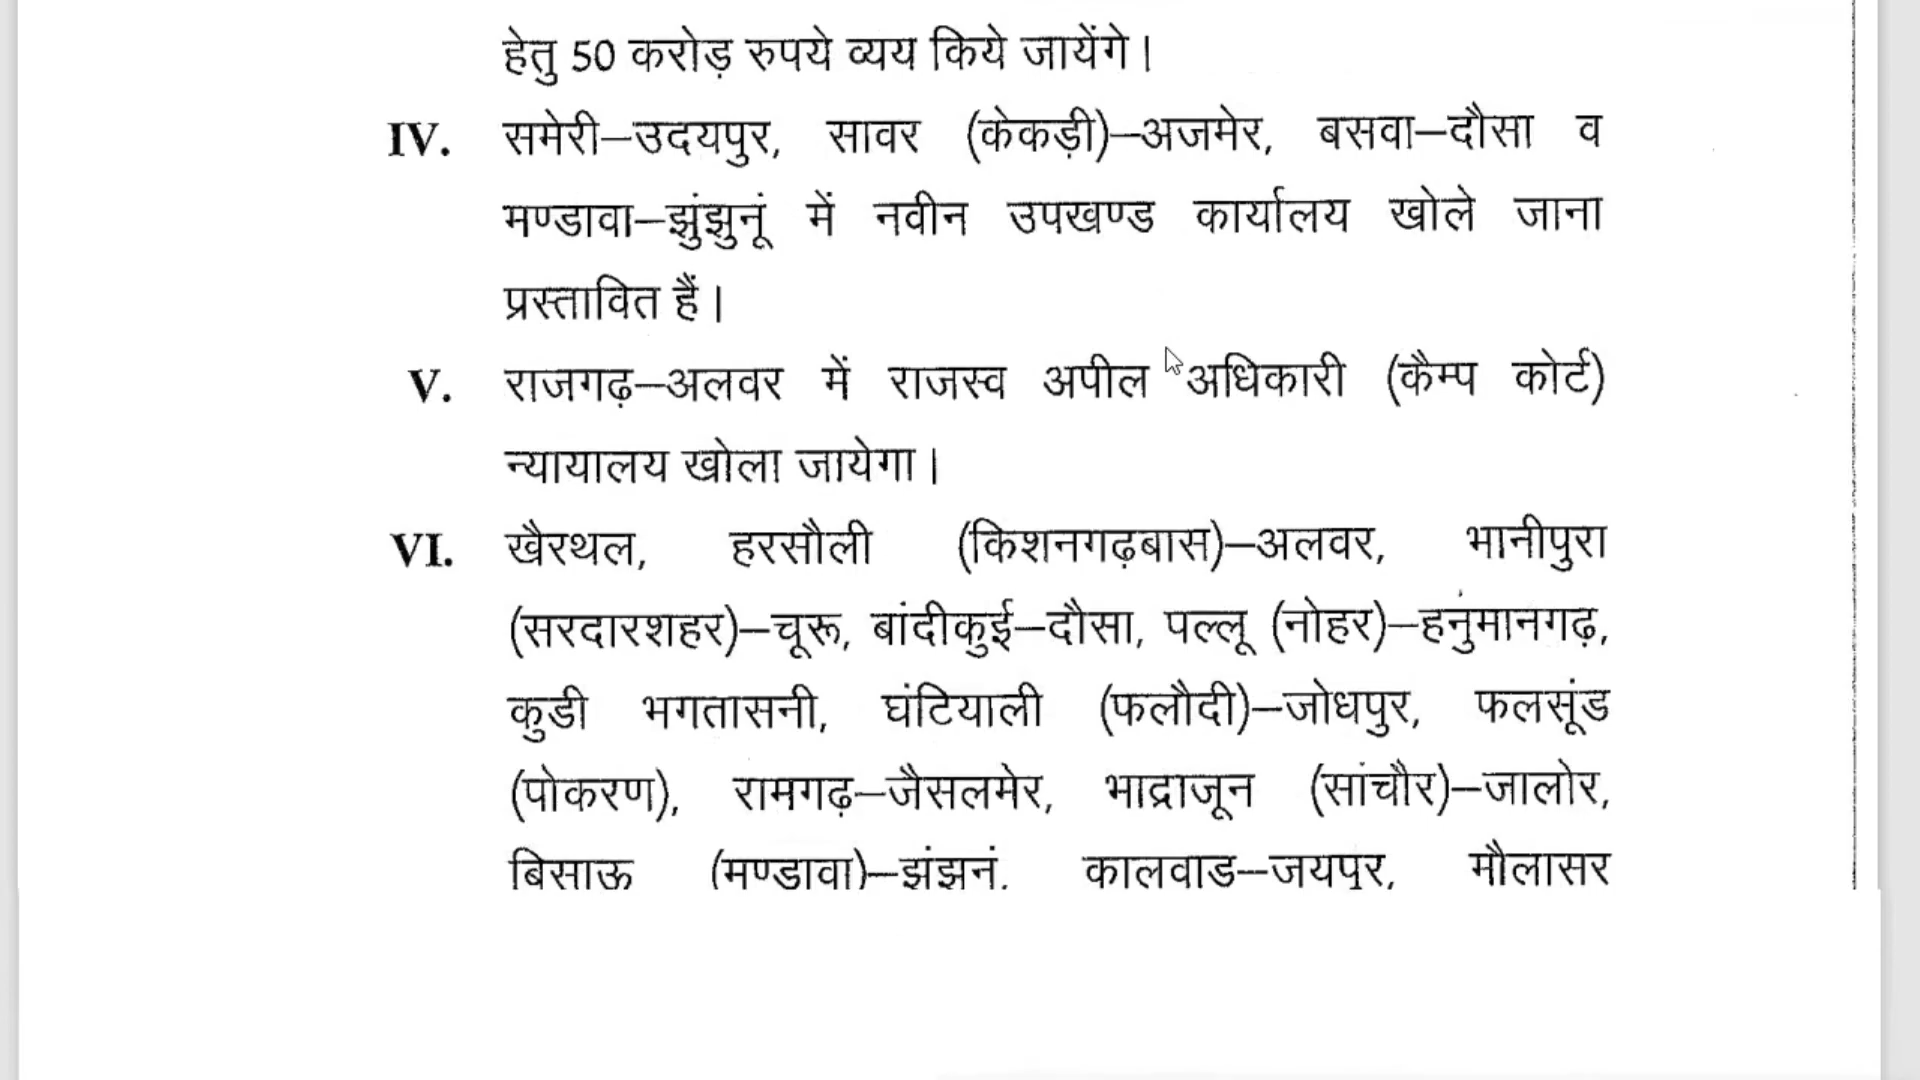 हेतु 50 करोड़ रुपये व्यय किये जायेंगे।
IV. समेरी–उदयपुर, सावर (केकड़ी)–अजमेर, बसवा–दौसा व
मण्डावा–झुंझुनूं में नवीन उपखण्ड कार्यालय खोले जाना
प्रस्तावित हैं।
V. राजगढ़–अलवर में राजस्व अपील अधिकारी (कैम्प कोर्ट)
न्यायालय खोला जायेगा।
VI. खैरथल, हरसौली (किशनगढ़बास)–अलवर, भानीपुरा
(सरदारशहर)–चूरू, बांदीकुई–दौसा, पल्लू (नोहर)–हनुमानगढ़,
कुडी भगतासनी, घंटियाली (फलौदी)–जोधपुर, फलसूंड
(पोकरण), रामगढ़–जैसलमेर, भाद्राजून (सांचौर)–जालोर,
बिसाऊ (मण्डावा)–झुंझुनूं, कालवाड–जयपुर, मौलासर